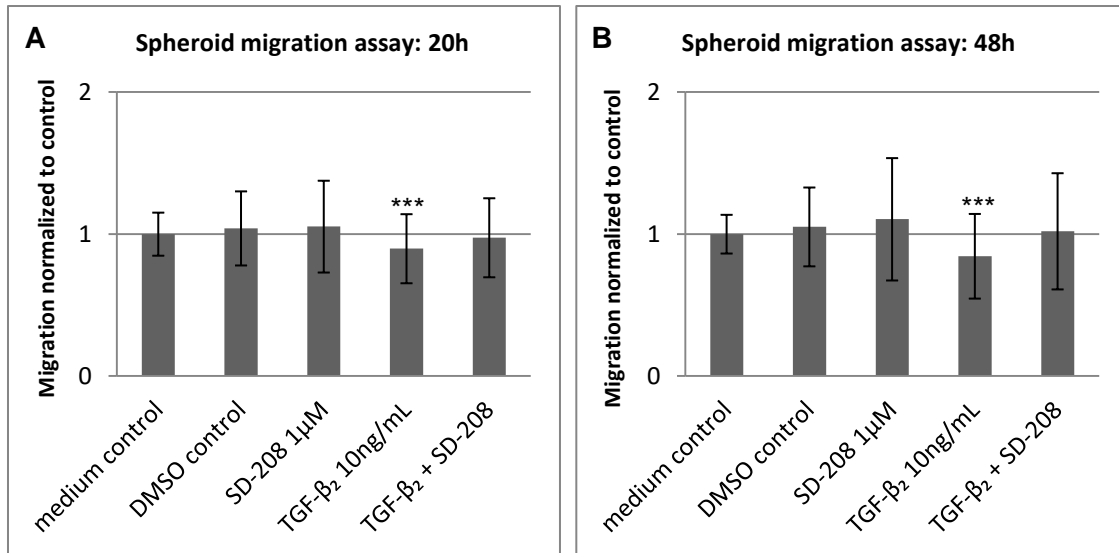 A
Spheroid migration assay: 20h
Migration normalized to control
2
1
0
***
medium control
DMSO control
SD-208 1µM
TGF-β₂ 10ng/mL
TGF-β₂ + SD-208
B
Spheroid migration assay: 48h
Migration normalized to control
2
1
0
***
medium control
DMSO control
SD-208 1µM
TGF-β₂ 10ng/mL
TGF-β₂ + SD-208